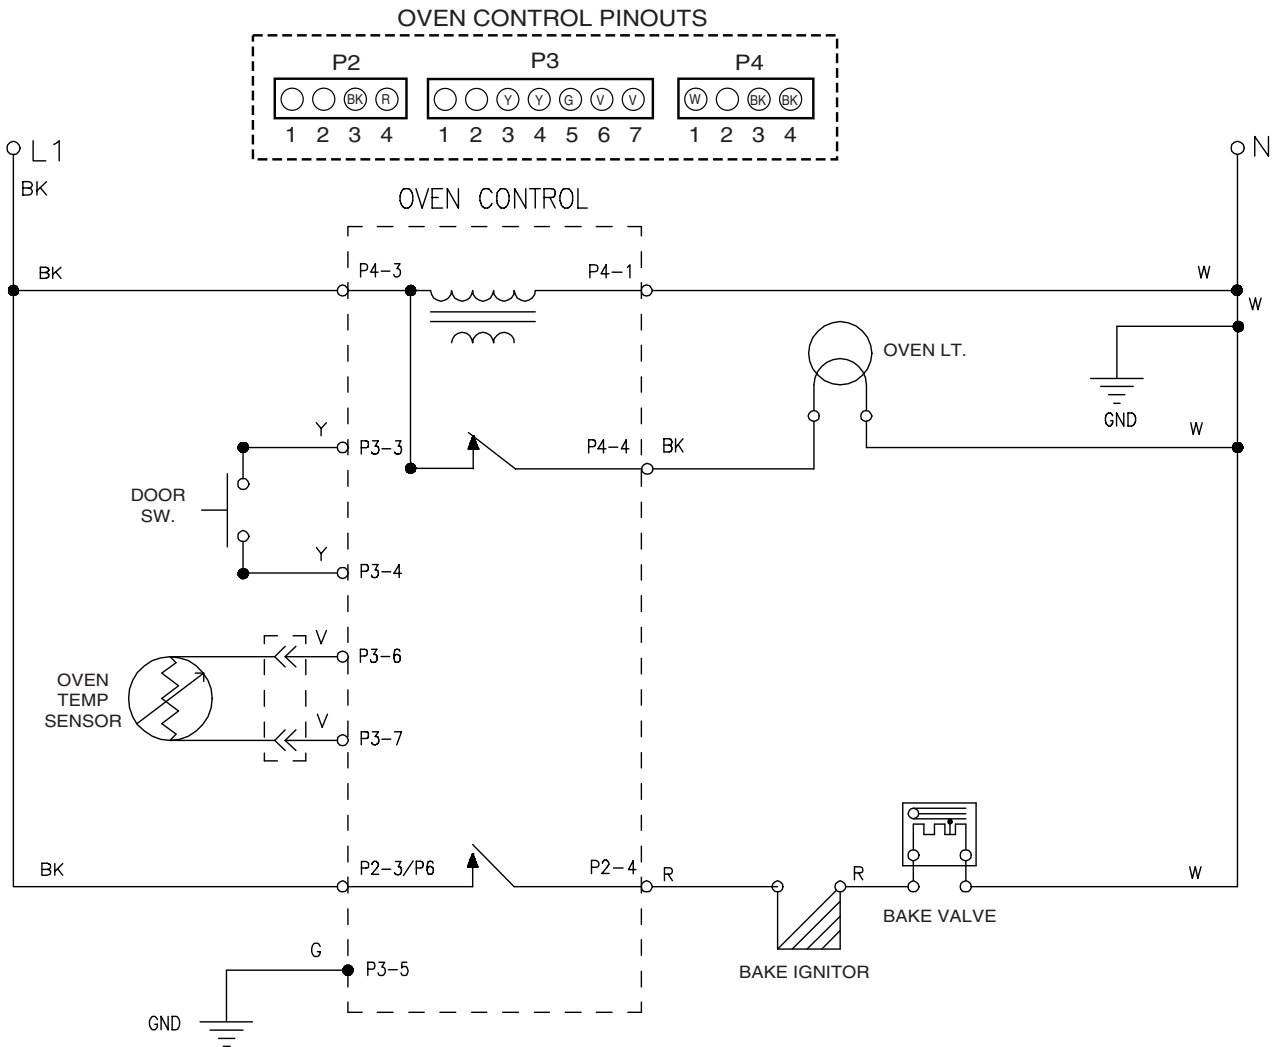 OVEN CONTROL PINOUTS
P2 P3 P4
BK R Y Y G V V W BK BK
1 2 3 4 1 2 3 4 5 6 7 1 2 3 4
L1 N
BK
OVEN CONTROL
BK P4-3 P4-1 W
W
OVEN LT.
GND
Y P3-3 P4-4 BK W
DOOR
SW.
Y P3-4
V P3-6
OVEN
TEMP
SENSOR
V P3-7
BK P2-3/P6 P2-4 R R W
BAKE VALVE
G P3-5 BAKE IGNITOR
GND